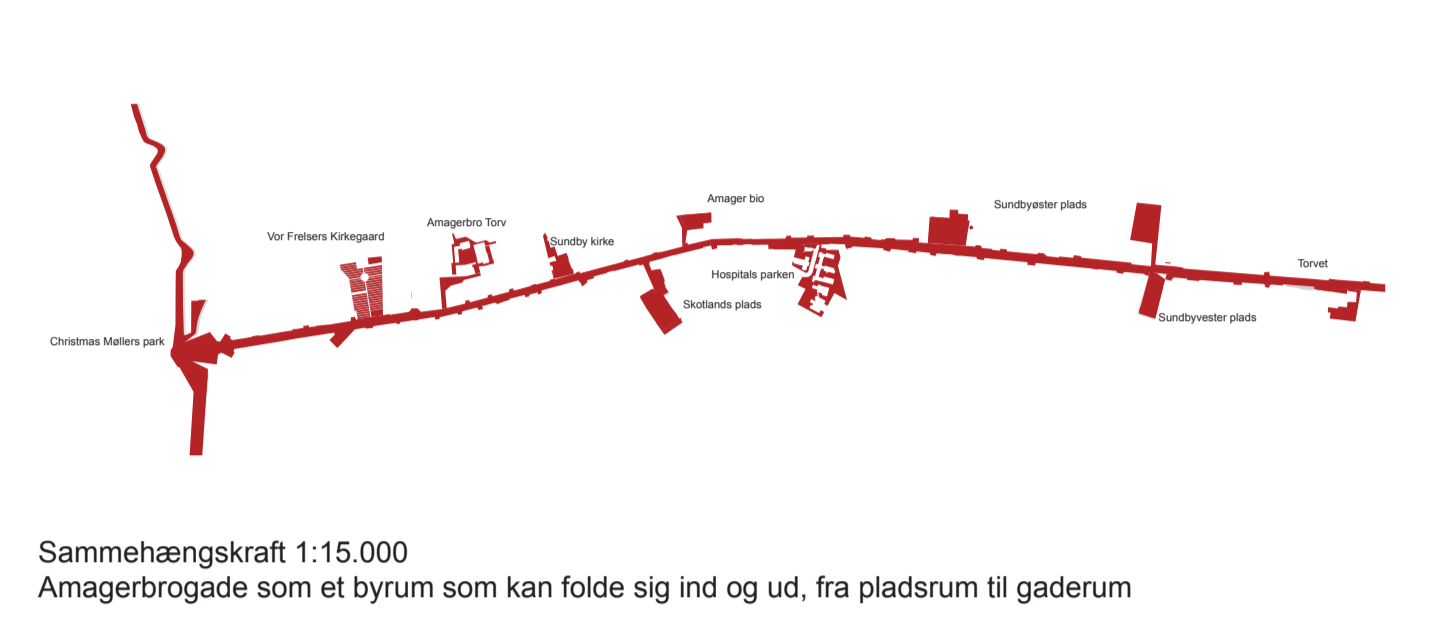 Amager bio
Sundbyøster plads
Amagerbro Torv
Vor Frelsers Kirkegaard
Sundby kirke
Torvet
Hospitals parken
Skotlands plads
Sundbyvester plads
Christmas Møllers park
Sammehængskraft 1:15.000
Amagerbrogade som et byrum som kan folde sig ind og ud, fra pladsrum til gaderum